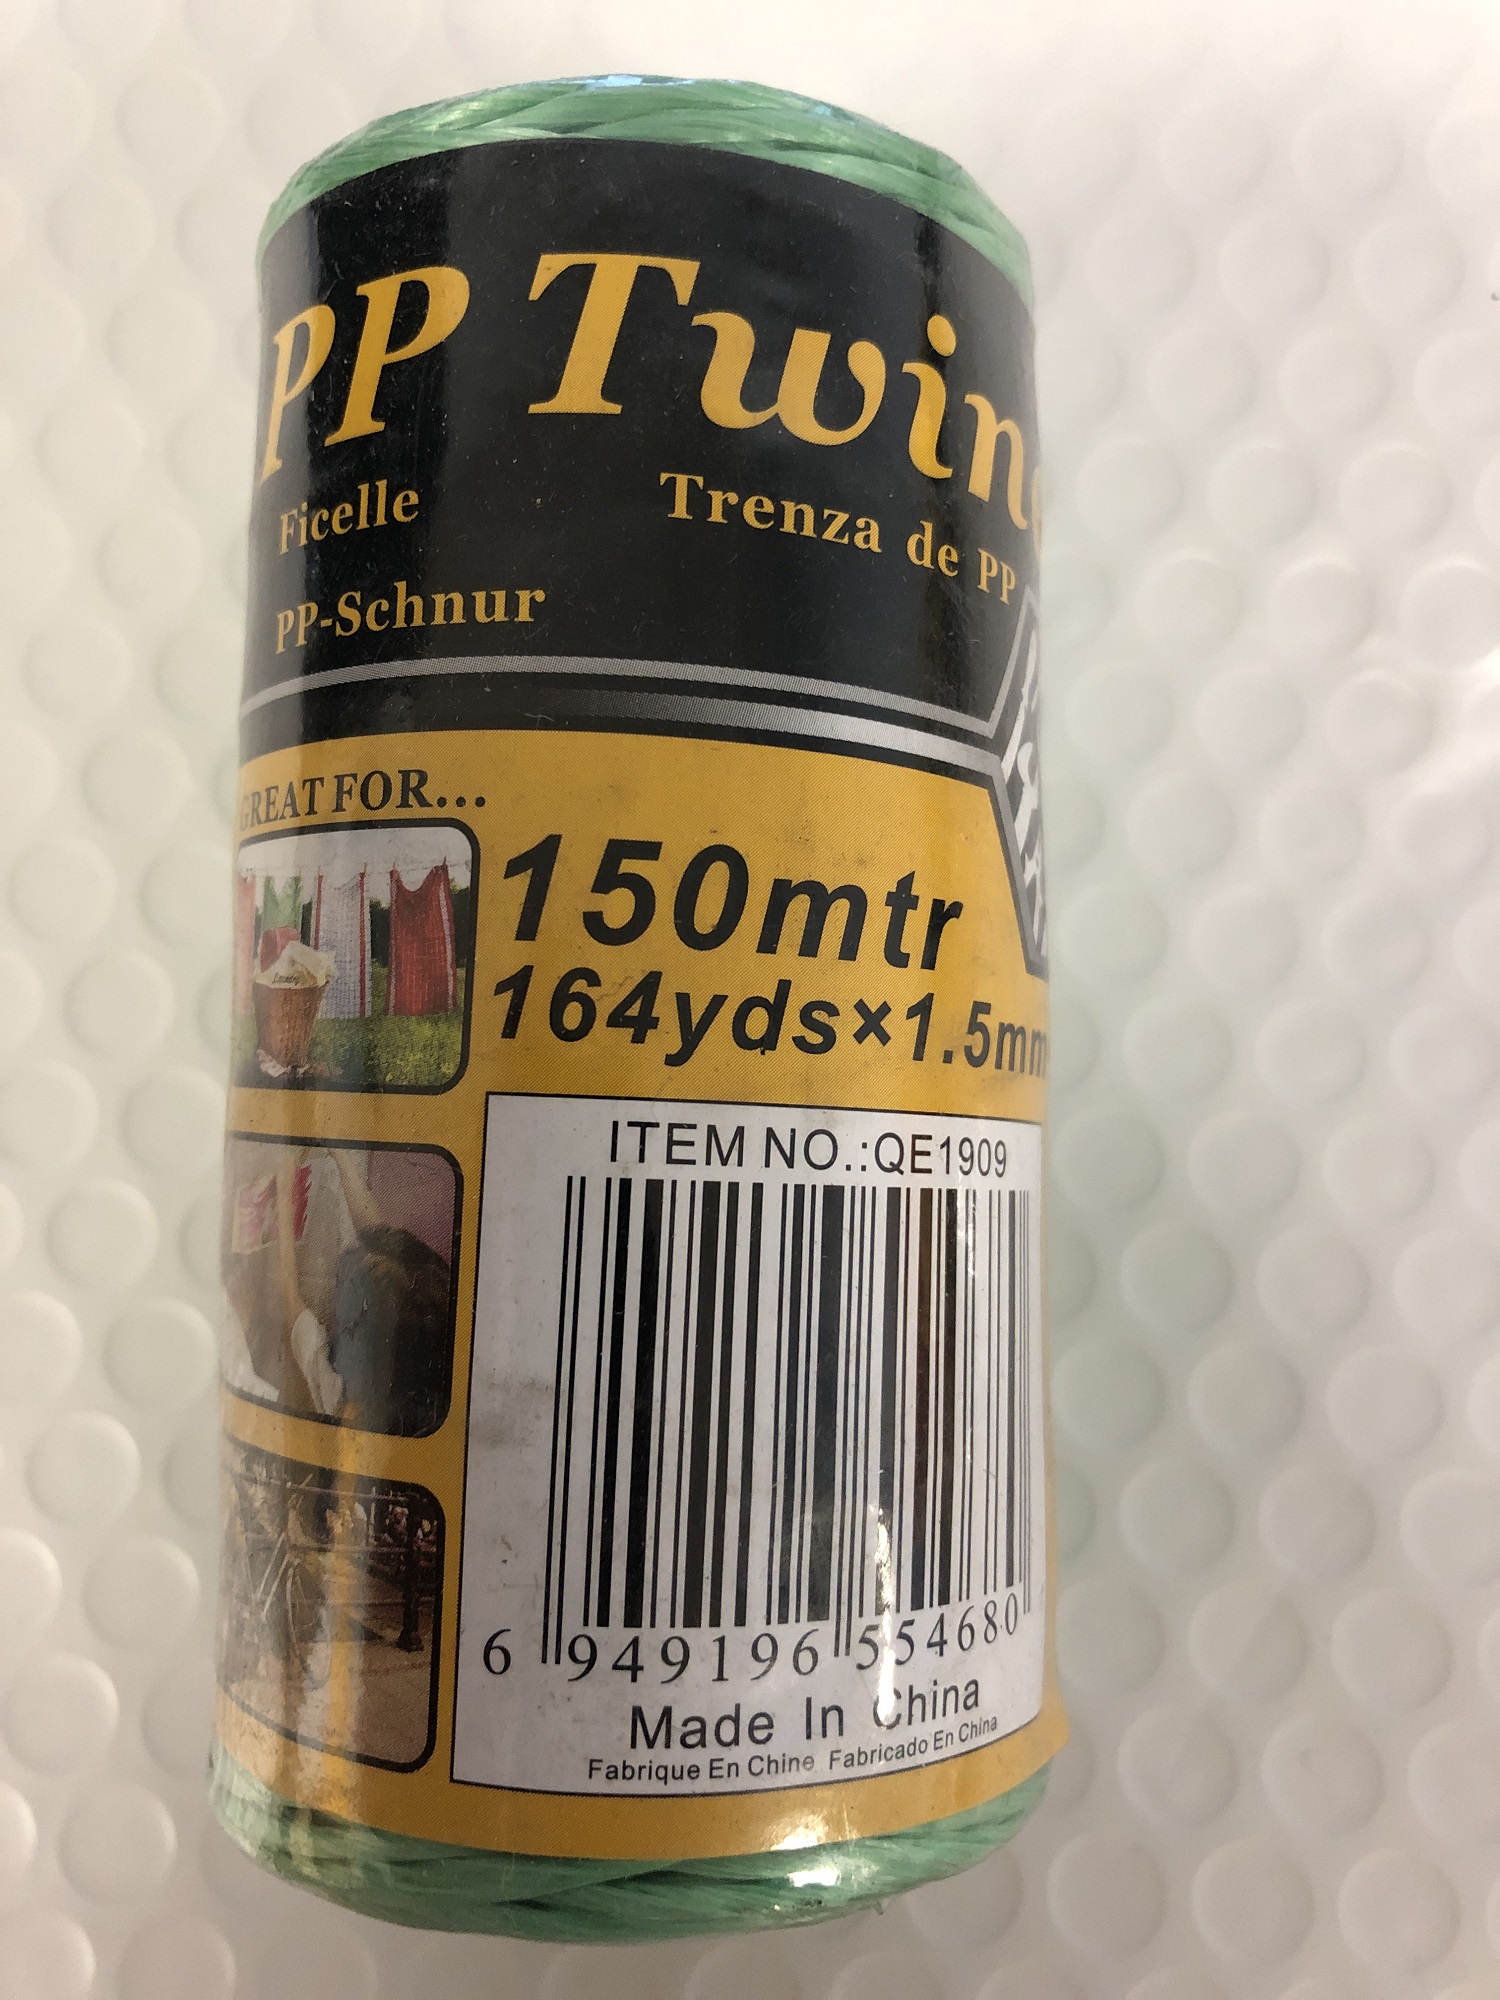 PP Twine
Ficelle
Trenza de PP
PP-Schnur
GREAT FOR...
150mtr
164yds×1.5mm
ITEM NO.:QE1909
6 949196 554680
Made In China
Fabrique En Chine Fabricado En China